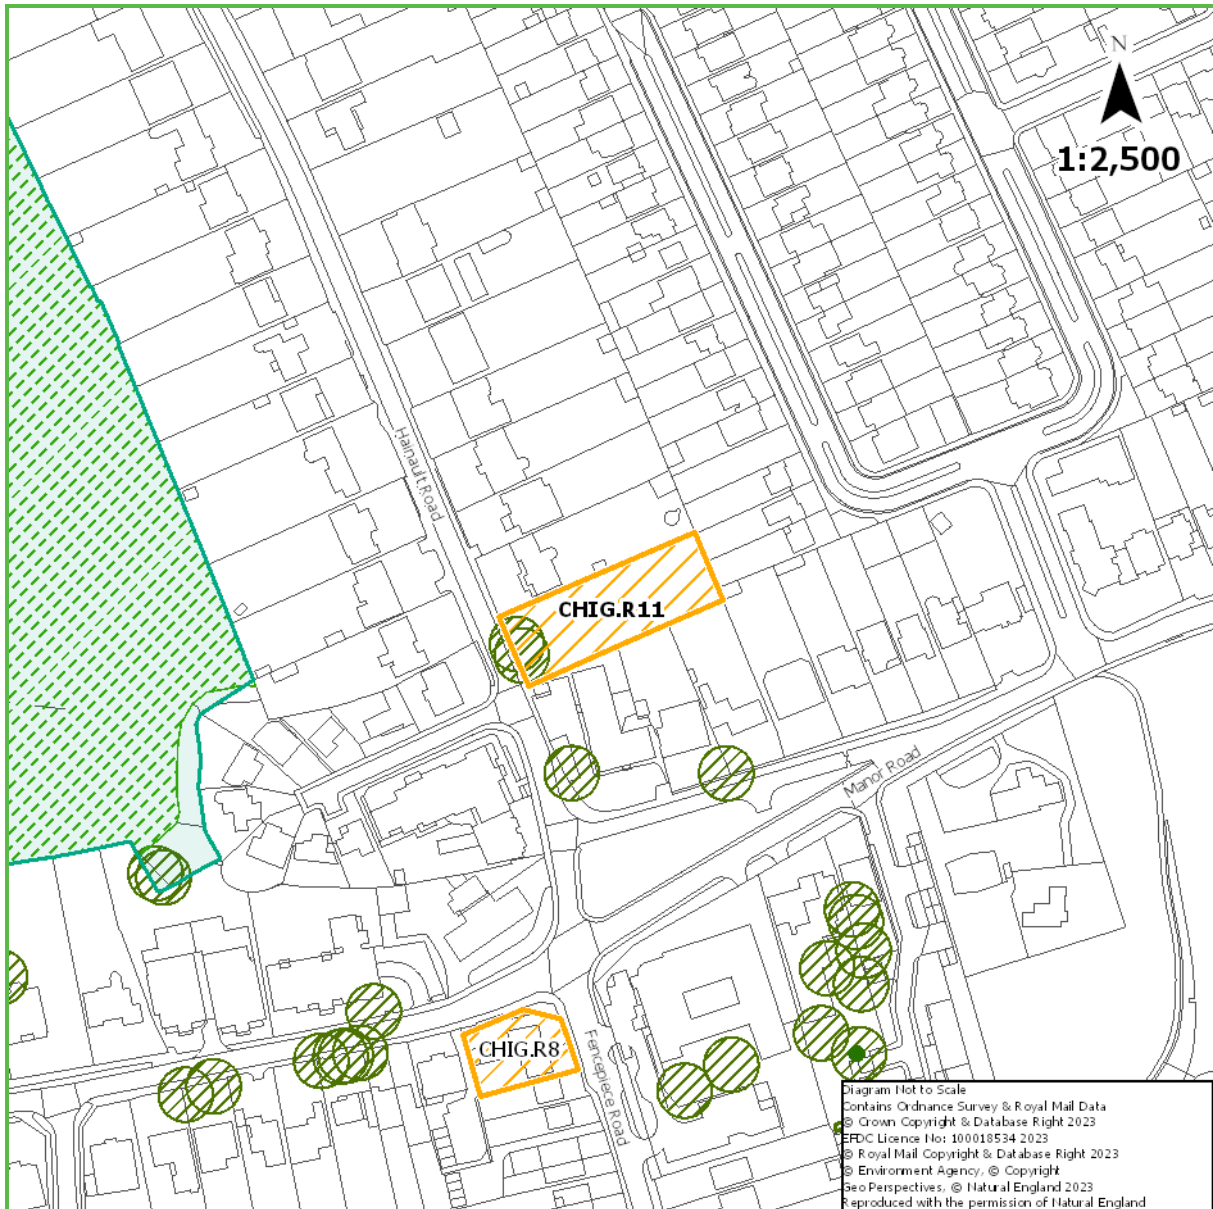 N
1:2,500
Hainault Road
CHIG.R11
Manor Road
CHIG.R8
Fencepiece Road
Diagram Not to Scale
Contains Ordnance Survey & Royal Mail Data
© Crown Copyright & Database Right 2023
EFDC Licence No: 100018534 2023
© Royal Mail Copyright & Database Right 2023
© Environment Agency, © Copyright
Geo Perspectives, © Natural England 2023
Reproduced with the permission of Natural England